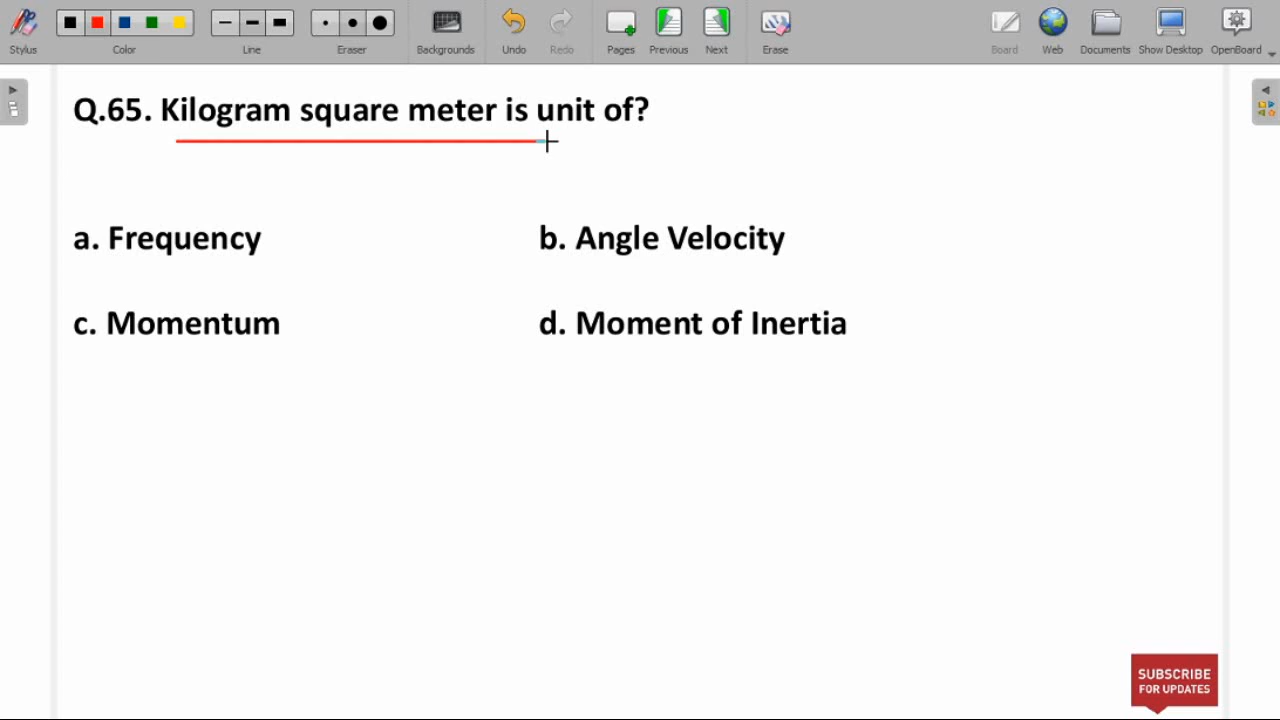 Stylus Color Line Eraser Backgrounds Undo Redo Pages Previous Next Erase Board Web Documents Show Desktop OpenBoard
Q.65. Kilogram square meter is unit of?
a. Frequency b. Angle Velocity
c. Momentum d. Moment of Inertia
SUBSCRIBE
FOR UPDATES